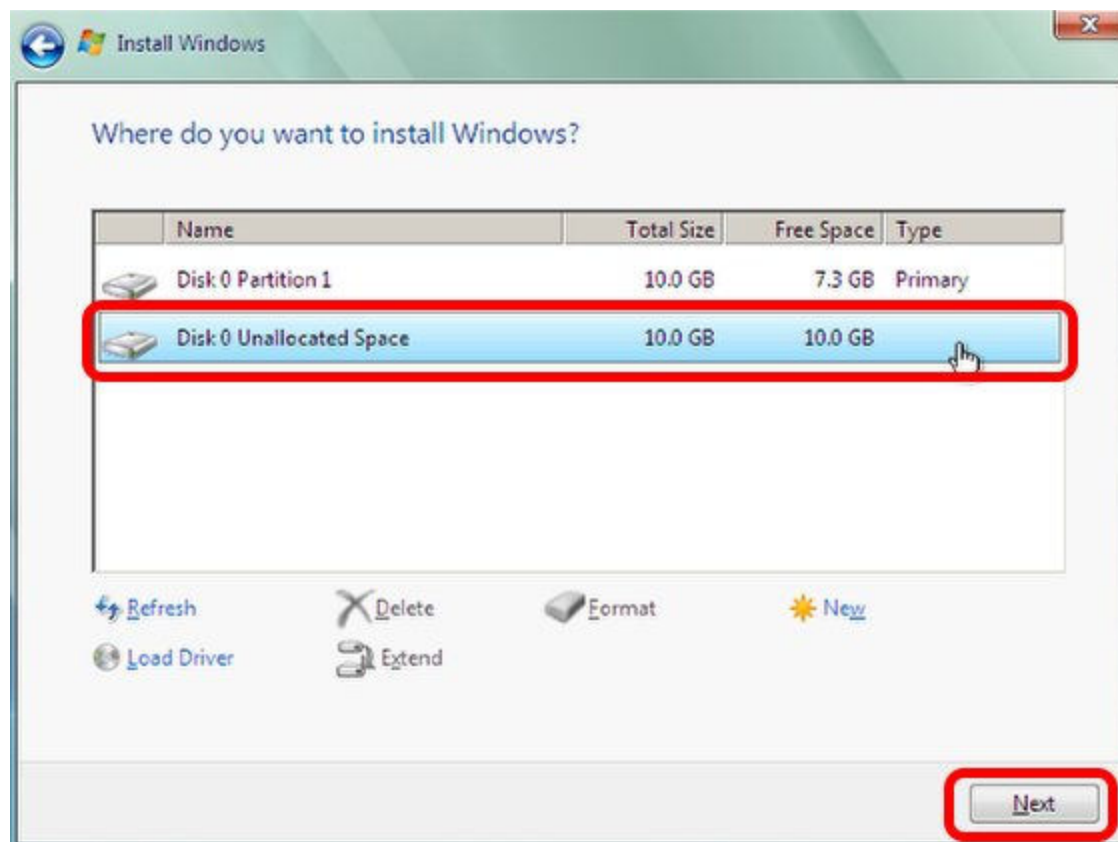 Install Windows
Where do you want to install Windows?
Name Total Size Free Space Type
Disk 0 Partition 1 10.0 GB 7.3 GB Primary
Disk 0 Unallocated Space 10.0 GB 10.0 GB
Refresh Delete Format New
Load Driver Extend
Next